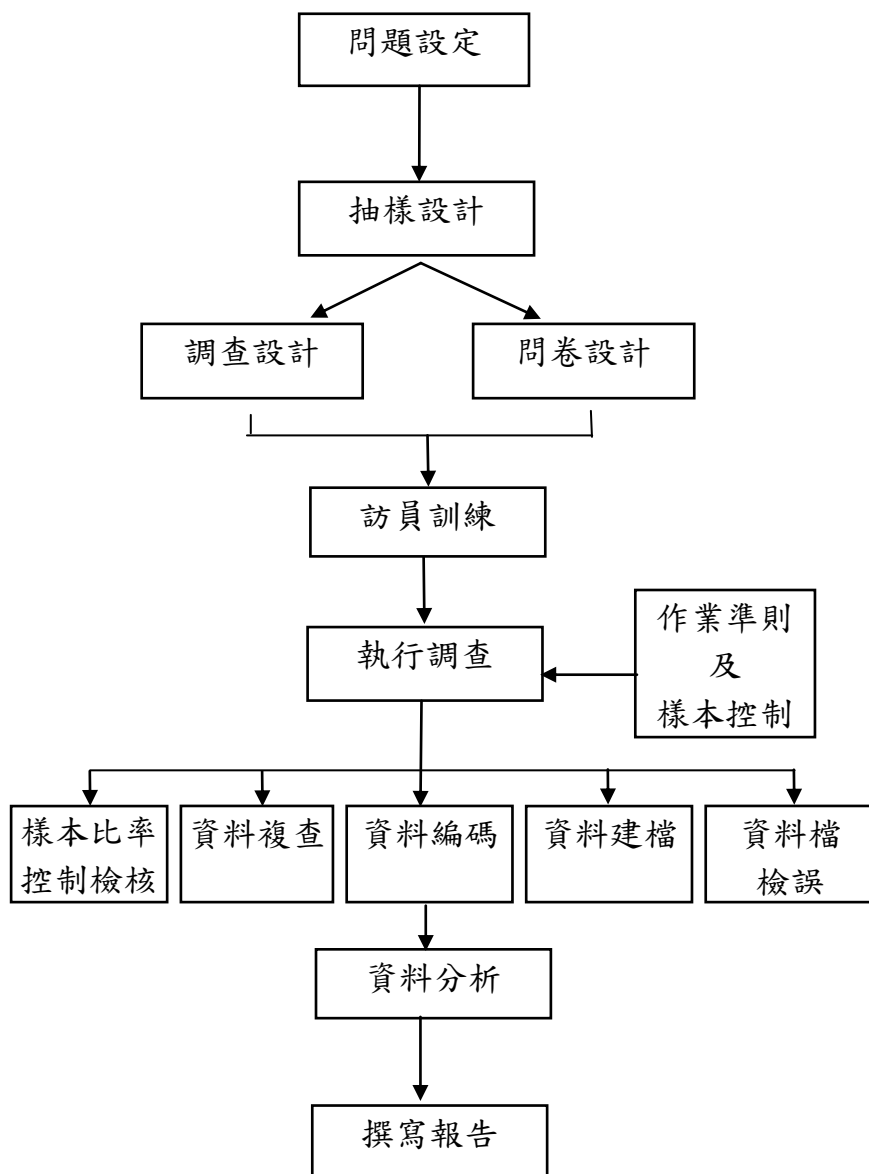 問題設定
抽樣設計
調查設計
問卷設計
訪員訓練
執行調查
作業準則
及
樣本控制
樣本比率
控制檢核
資料複查
資料編碼
資料建檔
資料檔
檢誤
資料分析
撰寫報告